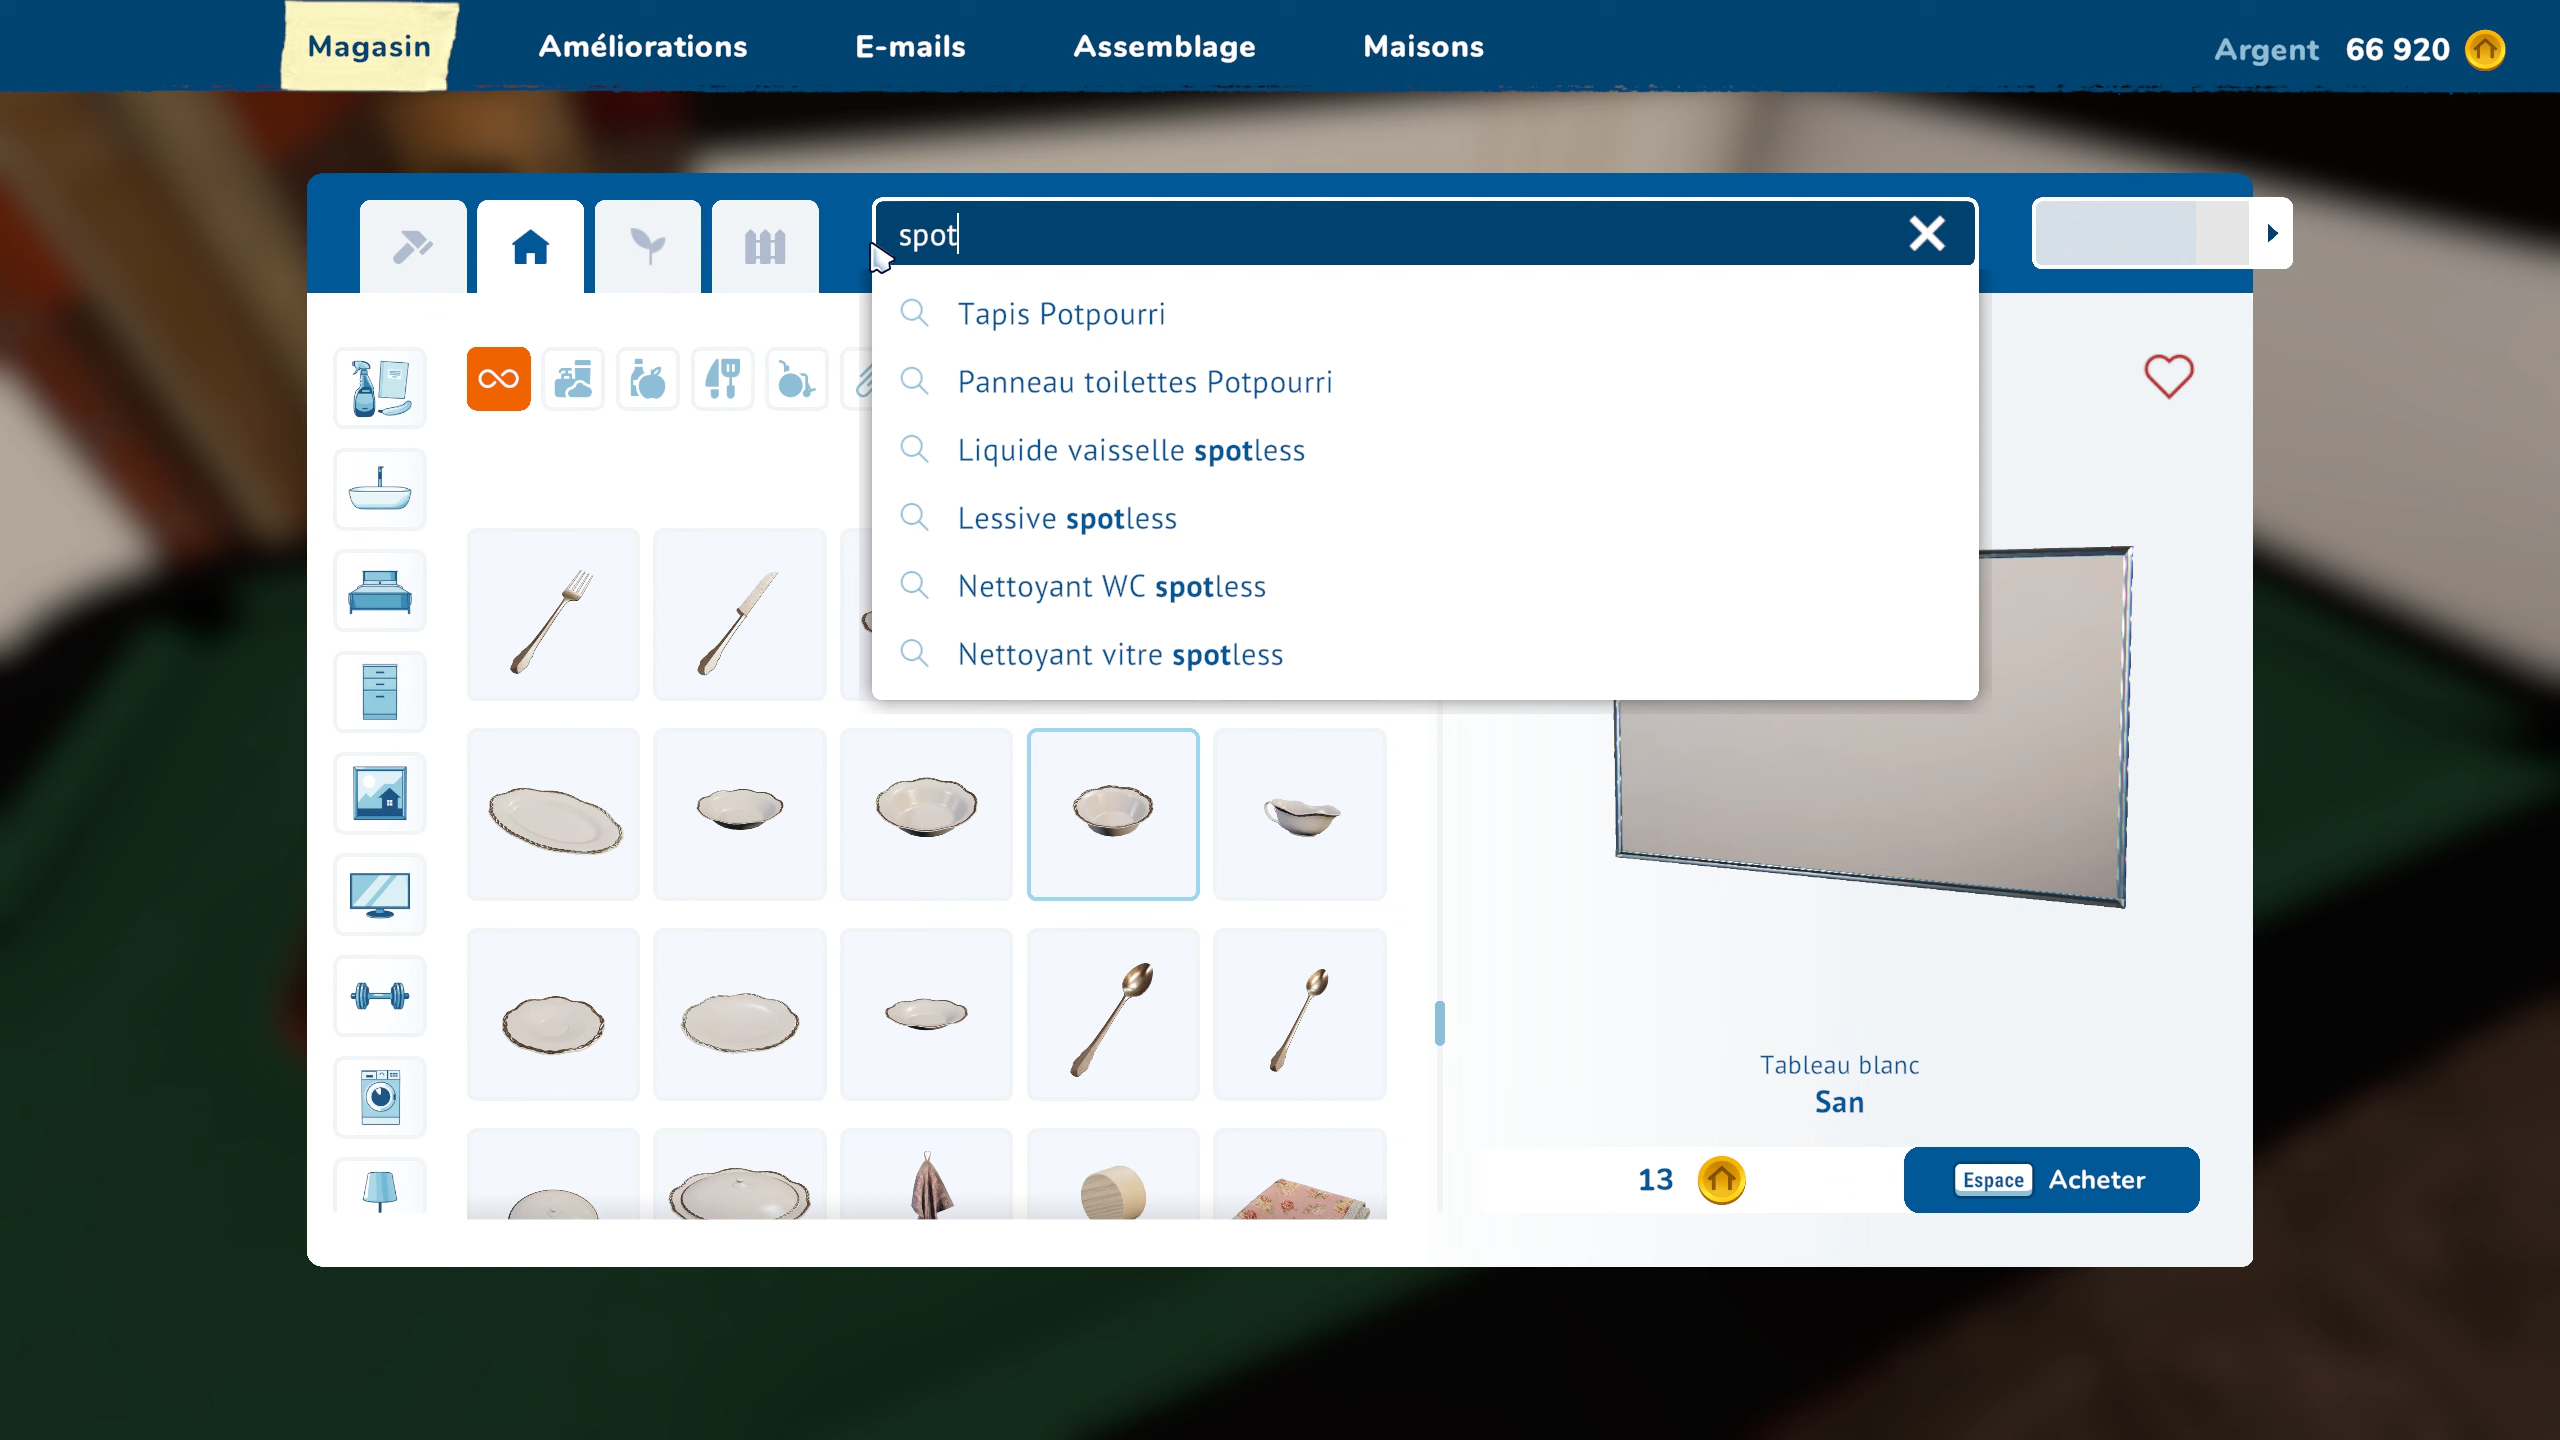 Magasin
Améliorations
E-mails
Assemblage
Maisons
Argent 66 920
spot
Tapis Potpourri
Panneau toilettes Potpourri
Liquide vaisselle spotless
Lessive spotless
Nettoyant WC spotless
Nettoyant vitre spotless
Tableau blanc
San
13
Espace Acheter